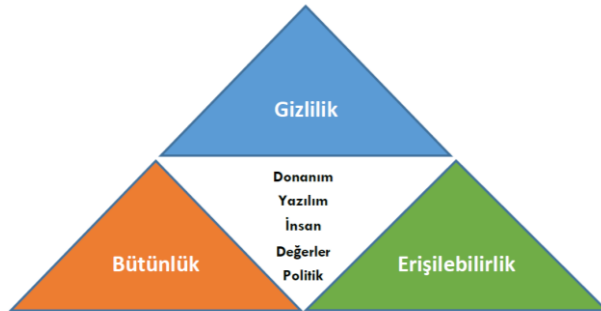 Gizlilik
Donanım
Yazılım
İnsan
Değerler
Politik
Bütünlük
Erişilebilirlik